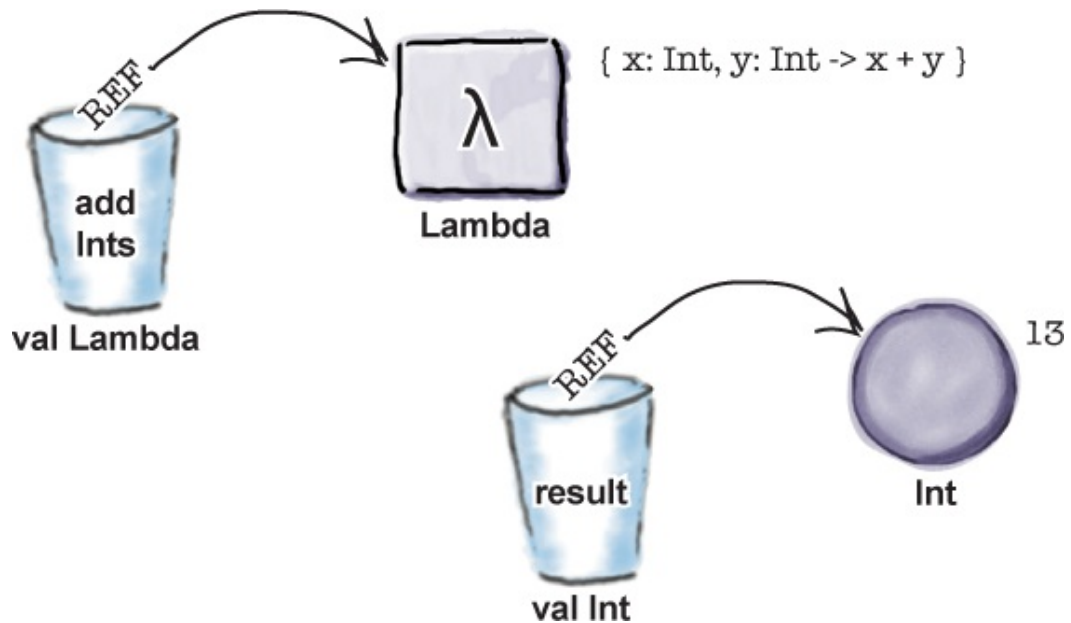 REF
{ x: Int, y: Int -> x + y }
λ
add
Ints
Lambda
val Lambda
REF
13
result
Int
val Int